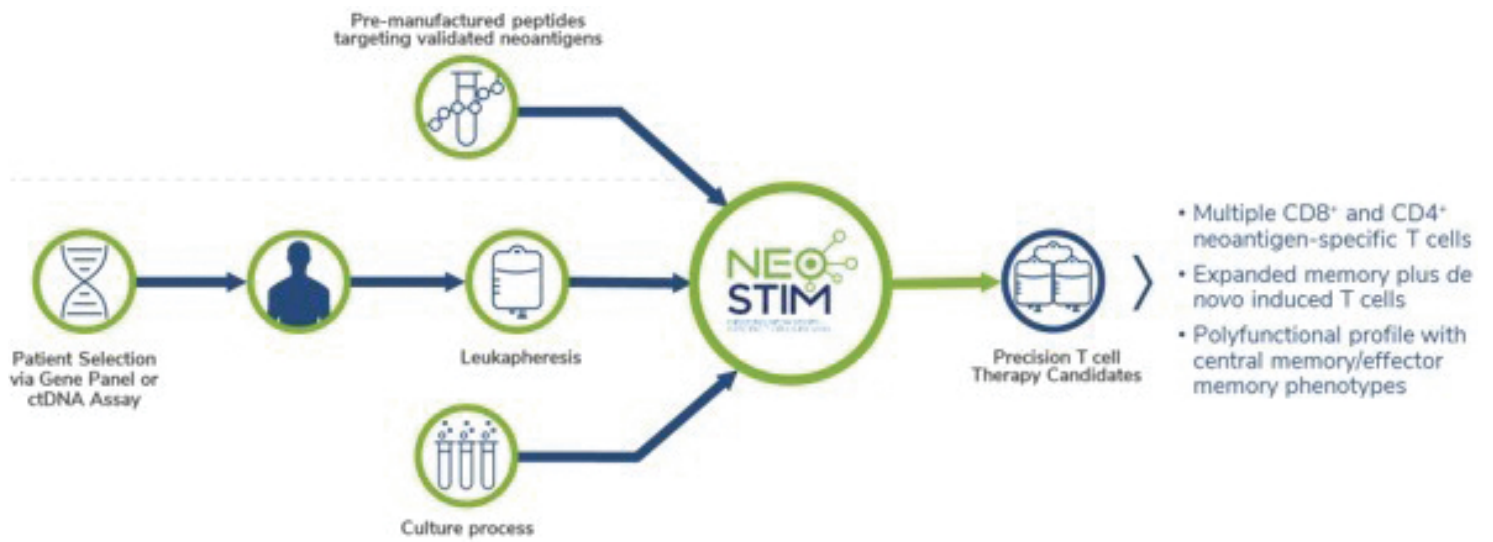 Pre-manufactured peptides
targeting validated neoantigens
NEO
STIM
Patient Selection
via Gene Panel or
ctDNA Assay
Leukapheresis
Culture process
Precision T cell
Therapy Candidates
• Multiple CD8⁺ and CD4⁺
neoantigen-specific T cells
• Expanded memory plus de
novo induced T cells
• Polyfunctional profile with
central memory/effector
memory phenotypes